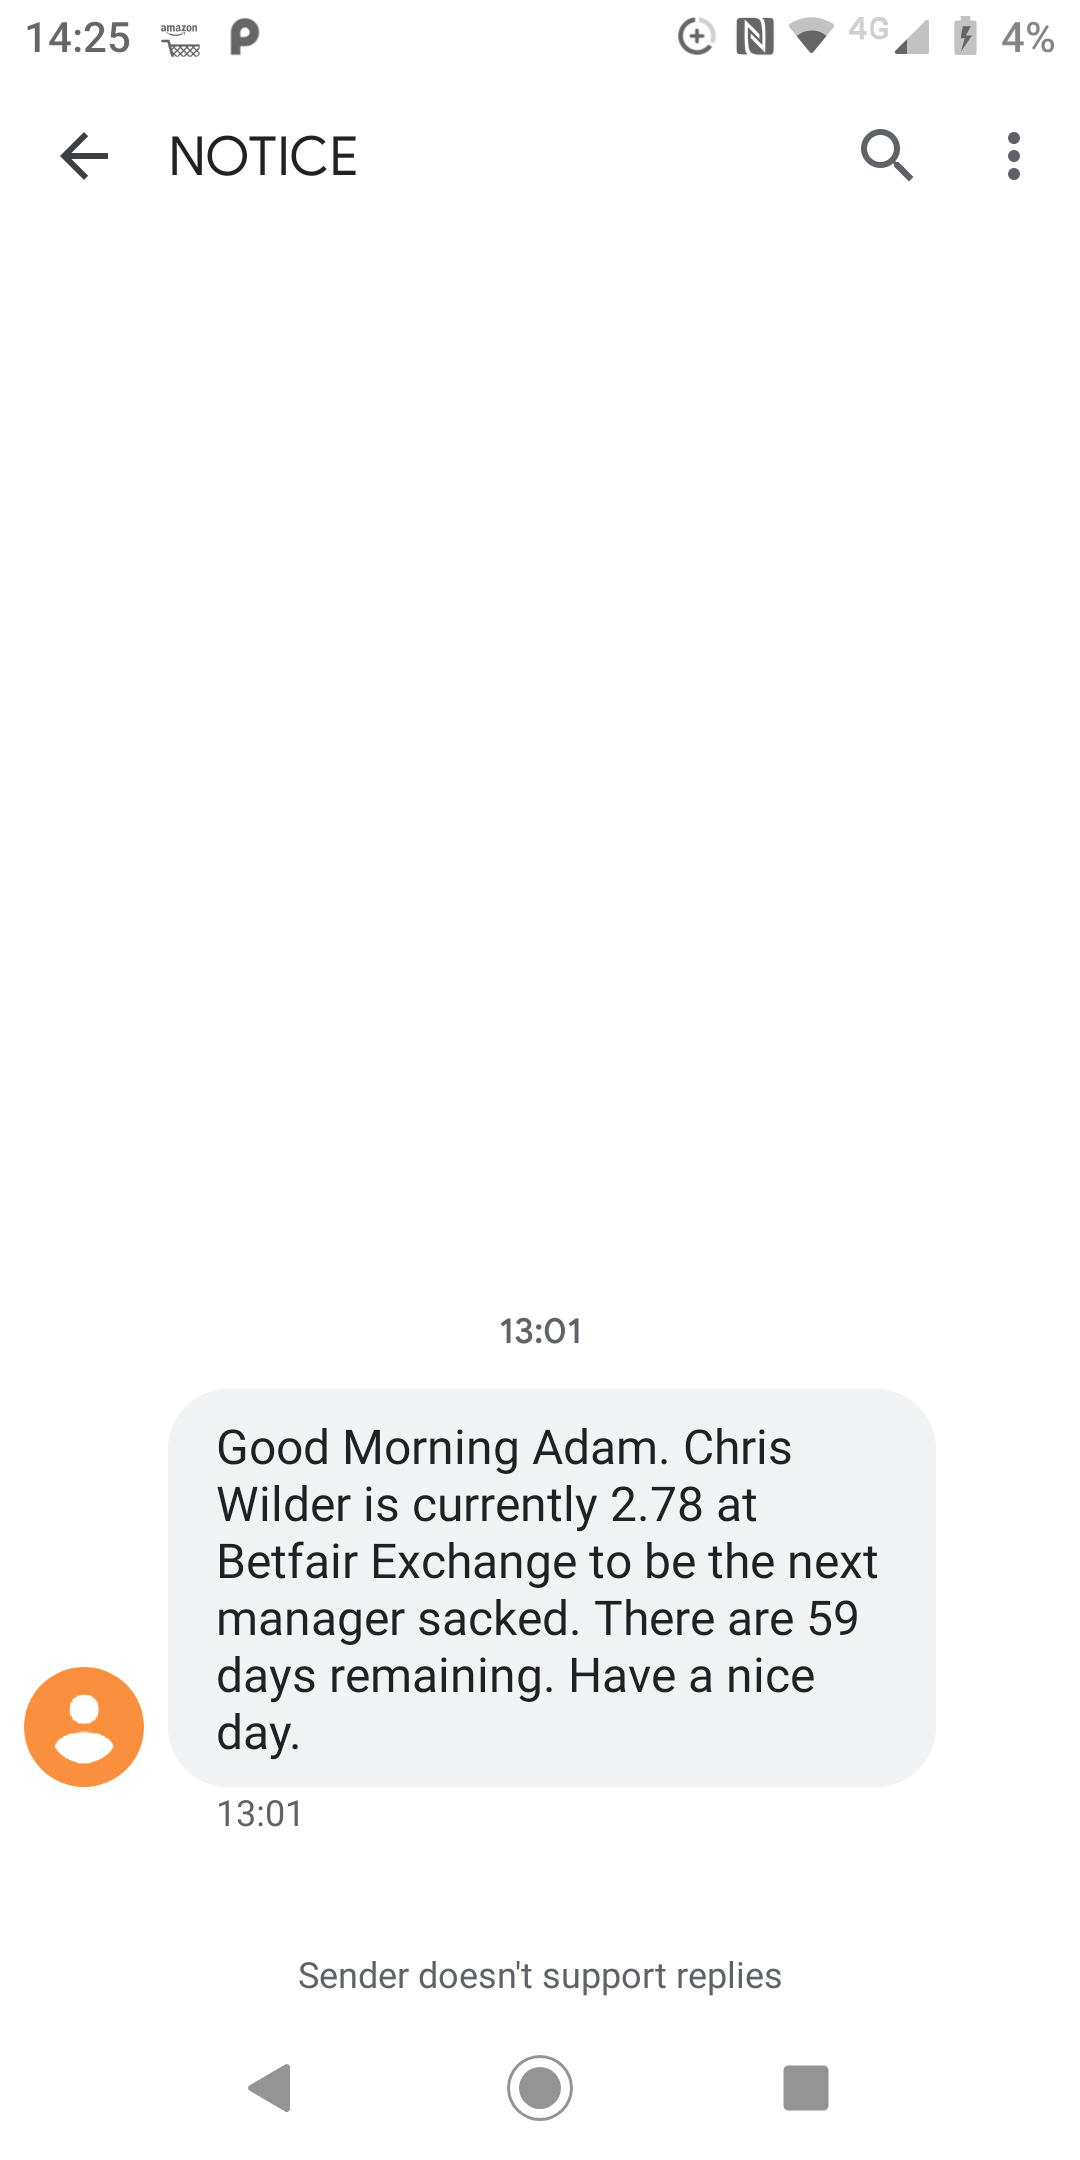 14:25 amazon 4G 4%
NOTICE
13:01
Good Morning Adam. Chris
Wilder is currently 2.78 at
Betfair Exchange to be the next
manager sacked. There are 59
days remaining. Have a nice
day.
13:01
Sender doesn't support replies